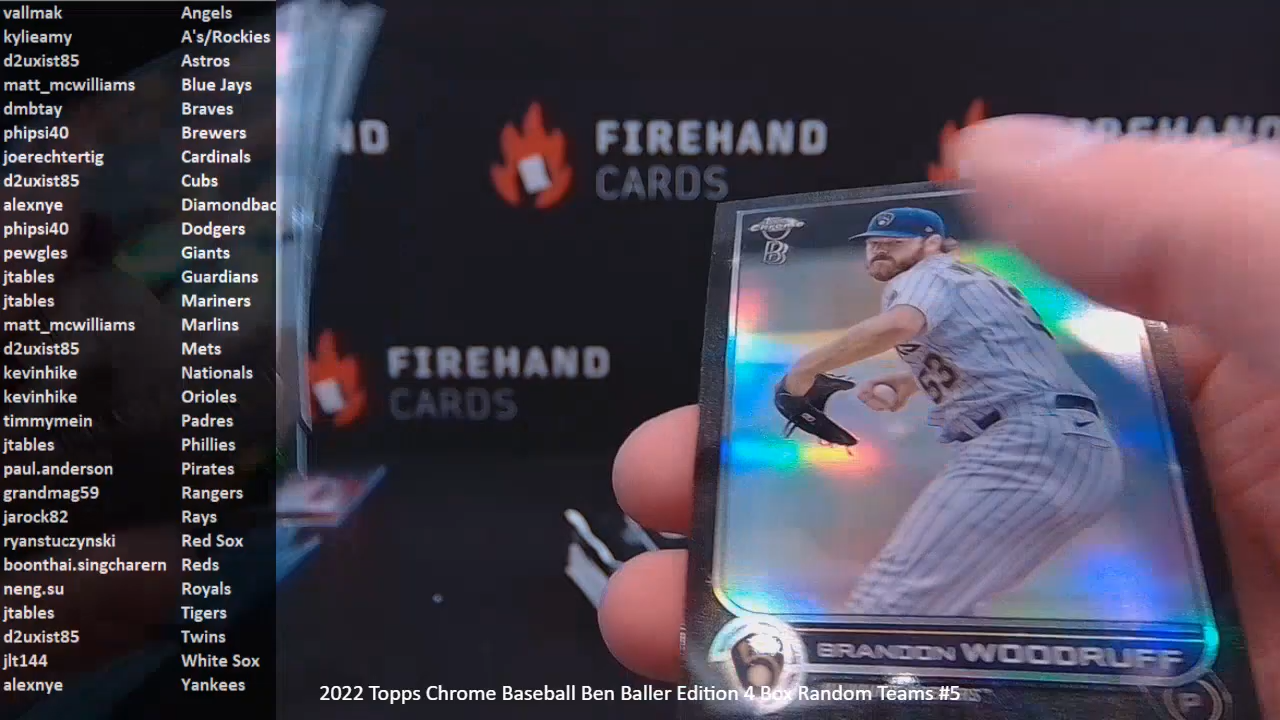 vallmak Angels
kylieamy A's/Rockies
d2uxist85 Astros
matt_mcwilliams Blue Jays
dmbtay Braves
phipsi40 Brewers
joerechtertig Cardinals
d2uxist85 Cubs
alexnye Diamondbac
phipsi40 Dodgers
pewgles Giants
jtables Guardians
jtables Mariners
matt_mcwilliams Marlins
d2uxist85 Mets
kevinhike Nationals
kevinhike Orioles
timmymein Padres
jtables Phillies
paul.anderson Pirates
grandmag59 Rangers
jarock82 Rays
ryanstuczynski Red Sox
boonthai.singcharern Reds
neng.su Royals
jtables Tigers
d2uxist85 Twins
jlt144 White Sox
alexnye Yankees
ND
FIREHAND
CARDS
FIREHAND
FIREHAND
CARDS
53
BRANDON WOODRUFF
P
2022 Topps Chrome Baseball Ben Baller Edition 4 Box Random Teams #5